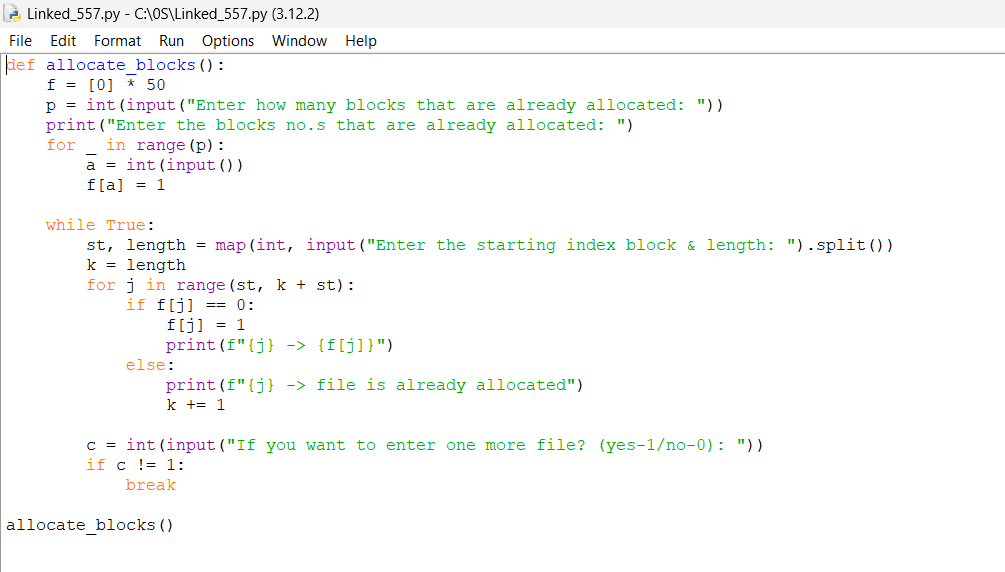 Linked_557.py - C:\0S\Linked_557.py (3.12.2)
File Edit Format Run Options Window Help
def allocate_blocks():
    f = [0] * 50
    p = int(input("Enter how many blocks that are already allocated: "))
    print("Enter the blocks no.s that are already allocated: ")
    for _ in range(p):
        a = int(input())
        f[a] = 1

    while True:
        st, length = map(int, input("Enter the starting index block & length: ").split())
        k = length
        for j in range(st, k + st):
            if f[j] == 0:
                f[j] = 1
                print(f"{j} -> {f[j]}")
            else:
                print(f"{j} -> file is already allocated")
                k += 1

        c = int(input("If you want to enter one more file? (yes-1/no-0): "))
        if c != 1:
            break

allocate_blocks()